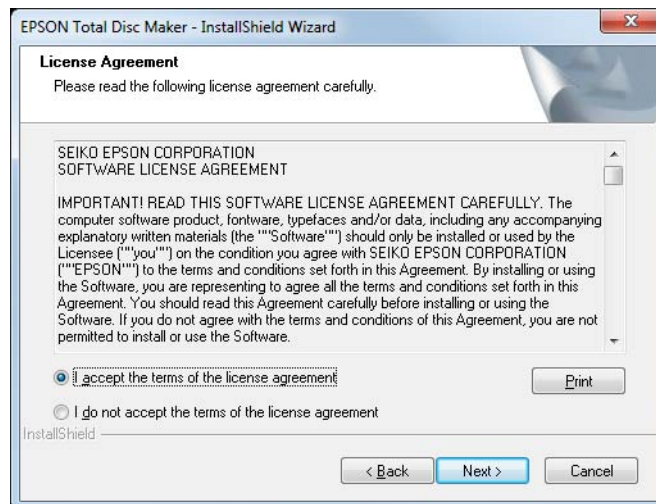 EPSON Total Disc Maker - InstallShield Wizard
License Agreement
Please read the following license agreement carefully.
SEIKO EPSON CORPORATION
SOFTWARE LICENSE AGREEMENT
IMPORTANT! READ THIS SOFTWARE LICENSE AGREEMENT CAREFULLY. The
computer software product, fontware, typefaces and/or data, including any accompanying
explanatory written materials (the ""Software"") should only be installed or used by the
Licensee (""you"") on the condition you agree with SEIKO EPSON CORPORATION
(""EPSON"") to the terms and conditions set forth in this Agreement. By installing or using
the Software, you are representing to agree all the terms and conditions set forth in this
Agreement. You should read this Agreement carefully before installing or using the
Software. If you do not agree with the terms and conditions of this Agreement, you are not
permitted to install or use the Software.
I accept the terms of the license agreement
Print
I do not accept the terms of the license agreement
InstallShield
< Back Next > Cancel